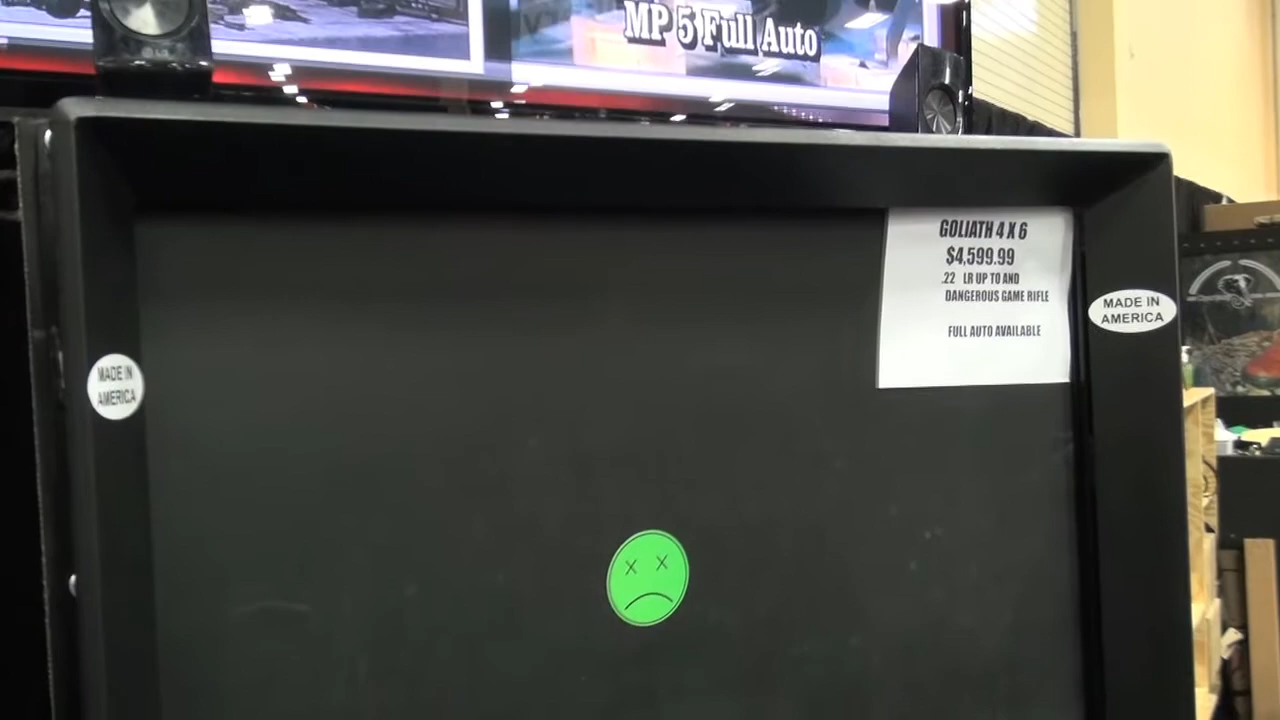 MP 5 Full Auto
GOLIATH 4 X 6
$4,599.99
.22 LR UP TO AND
DANGEROUS GAME RIFLE
FULL AUTO AVAILABLE
MADE IN
AMERICA
MADE IN
AMERICA